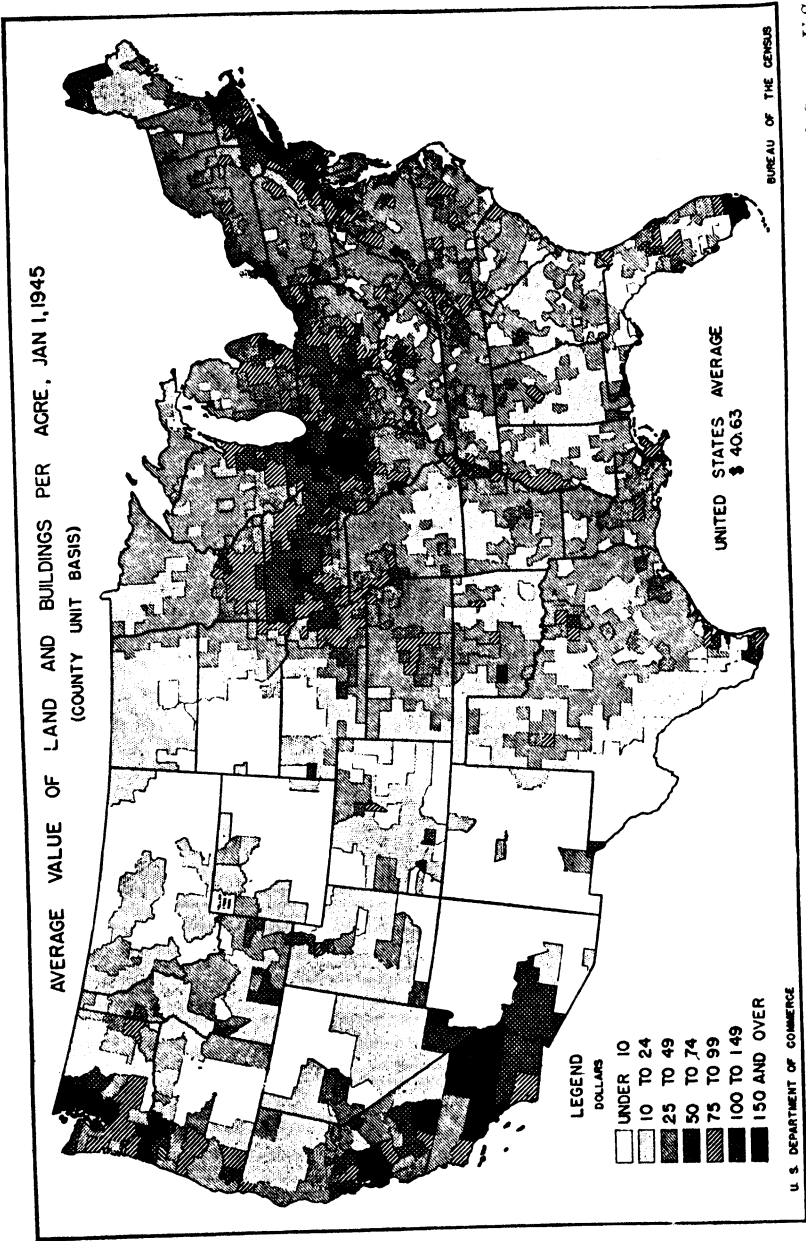 AVERAGE VALUE OF LAND AND BUILDINGS PER ACRE, JAN 1, 1945
(COUNTY UNIT BASIS)
UNITED STATES AVERAGE
$ 40.63
LEGEND
DOLLARS
UNDER 10
10 TO 24
25 TO 49
50 TO 74
75 TO 99
100 TO 149
150 AND OVER
U. S. DEPARTMENT OF COMMERCE
BUREAU OF THE CENSUS